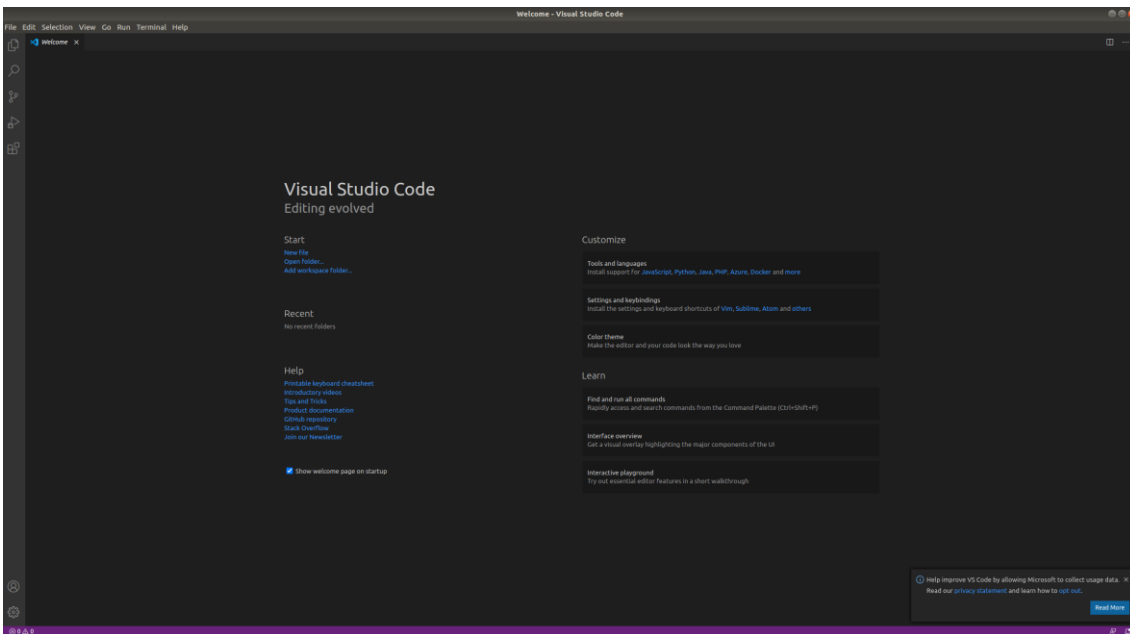 Welcome - Visual Studio Code
File Edit Selection View Go Run Terminal Help
Welcome
Visual Studio Code
Editing evolved
Start
New file
Open folder...
Add workspace folder...
Recent
No recent folders
Help
Printable keyboard cheatsheet
Introductory videos
Tips and Tricks
Product documentation
GitHub repository
Stack Overflow
Join our Newsletter
Show welcome page on startup
Customize
Tools and languages
Install support for JavaScript, Python, Java, PHP, Azure, Docker and more
Settings and keybindings
Install the settings and keyboard shortcuts of Vim, Sublime, Atom and others
Color theme
Make the editor and your code look the way you love
Learn
Find and run all commands
Rapidly access and search commands from the Command Palette (Ctrl+Shift+P)
Interface overview
Get a visual overlay highlighting the major components of the UI
Interactive playground
Try out essential editor features in a short walkthrough
Help improve VS Code by allowing Microsoft to collect usage data.
Read our privacy statement and learn how to opt out.
Read More
0 0